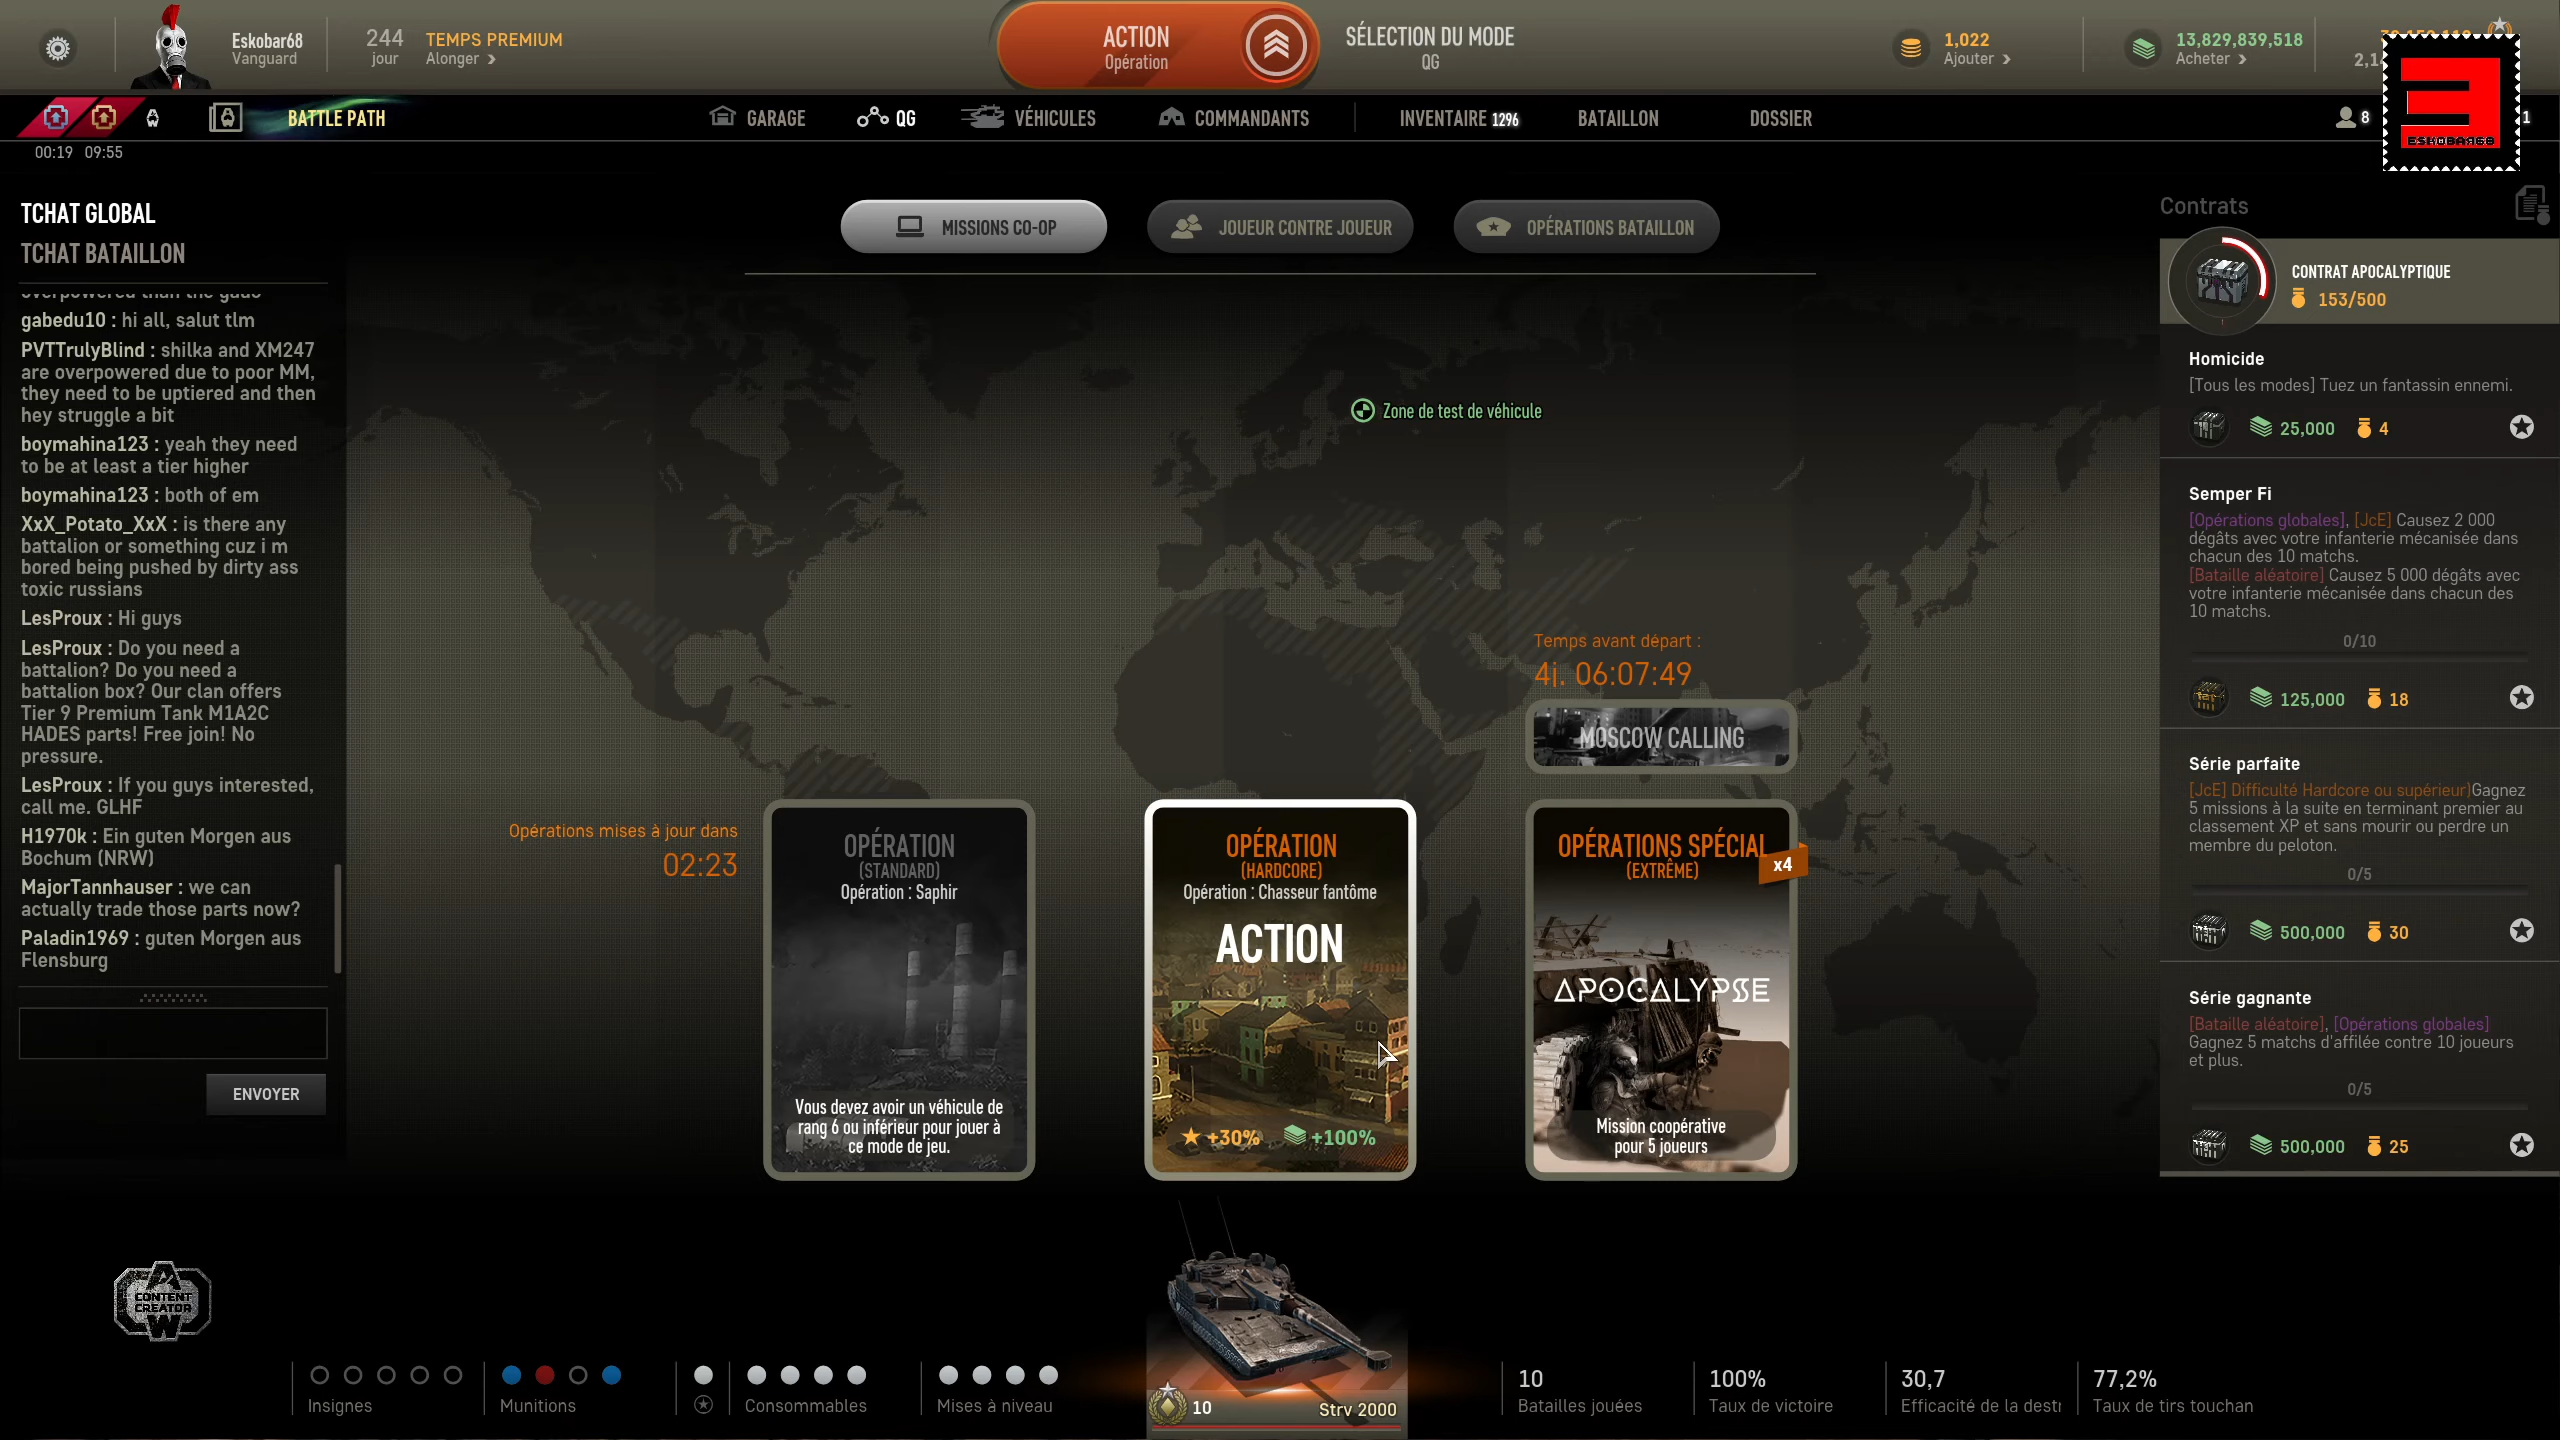 Eskobar68
Vanguard
244
jour
TEMPS PREMIUM
Alonger >
ACTION
Opération
SÉLECTION DU MODE
QG
1,022
Ajouter >
13,829,839,518
Acheter >
ESKOBAR68
BATTLE PATH
GARAGE
QG
VÉHICULES
COMMANDANTS
INVENTAIRE 1296
BATAILLON
DOSSIER
8
1
00:19 09:55
TCHAT GLOBAL
TCHAT BATAILLON
overpowered than the gads
gabedu10 : hi all, salut tlm
PVTTrulyBlind : shilka and XM247
are overpowered due to poor MM,
they need to be uptiered and then
hey struggle a bit
boymahina123 : yeah they need
to be at least a tier higher
boymahina123 : both of em
XxX_Potato_XxX : is there any
battalion or something cuz i m
bored being pushed by dirty ass
toxic russians
LesProux : Hi guys
LesProux : Do you need a
battalion? Do you need a
battalion box? Our clan offers
Tier 9 Premium Tank M1A2C
HADES parts! Free join! No
pressure.
LesProux : If you guys interested,
call me. GLHF
H1970k : Ein guten Morgen aus
Bochum (NRW)
MajorTannhauser : we can
actually trade those parts now?
Paladin1969 : guten Morgen aus
Flensburg
ENVOYER
MISSIONS CO-OP
JOUEUR CONTRE JOUEUR
OPÉRATIONS BATAILLON
Zone de test de véhicule
Temps avant départ :
4j. 06:07:49
MOSCOW CALLING
Opérations mises à jour dans
02:23
OPÉRATION
(STANDARD)
Opération : Saphir
Vous devez avoir un véhicule de
rang 6 ou inférieur pour jouer à
ce mode de jeu.
OPÉRATION
(HARDCORE)
Opération : Chasseur fantôme
ACTION
+30% +100%
OPÉRATIONS SPÉCIAL
(EXTRÊME)
x4
APOCALYPSE
Mission coopérative
pour 5 joueurs
Contrats
CONTRAT APOCALYPTIQUE
153/500
Homicide
[Tous les modes] Tuez un fantassin ennemi.
25,000 4
Semper Fi
[Opérations globales], [JcE] Causez 2 000
dégâts avec votre infanterie mécanisée dans
chacun des 10 matchs.
[Bataille aléatoire] Causez 5 000 dégâts avec
votre infanterie mécanisée dans chacun des
10 matchs.
0/10
125,000 18
Série parfaite
[JcE] Difficulté Hardcore ou supérieur)Gagnez
5 missions à la suite en terminant premier au
classement XP et sans mourir ou perdre un
membre du peloton.
0/5
500,000 30
Série gagnante
[Bataille aléatoire], [Opérations globales]
Gagnez 5 matchs d'affilée contre 10 joueurs
et plus.
0/5
500,000 25
CONTENT
CREATOR
Insignes
Munitions
Consommables
Mises à niveau
10
Strv 2000
10
Batailles jouées
100%
Taux de victoire
30,7
Efficacité de la destr
77,2%
Taux de tirs touchan